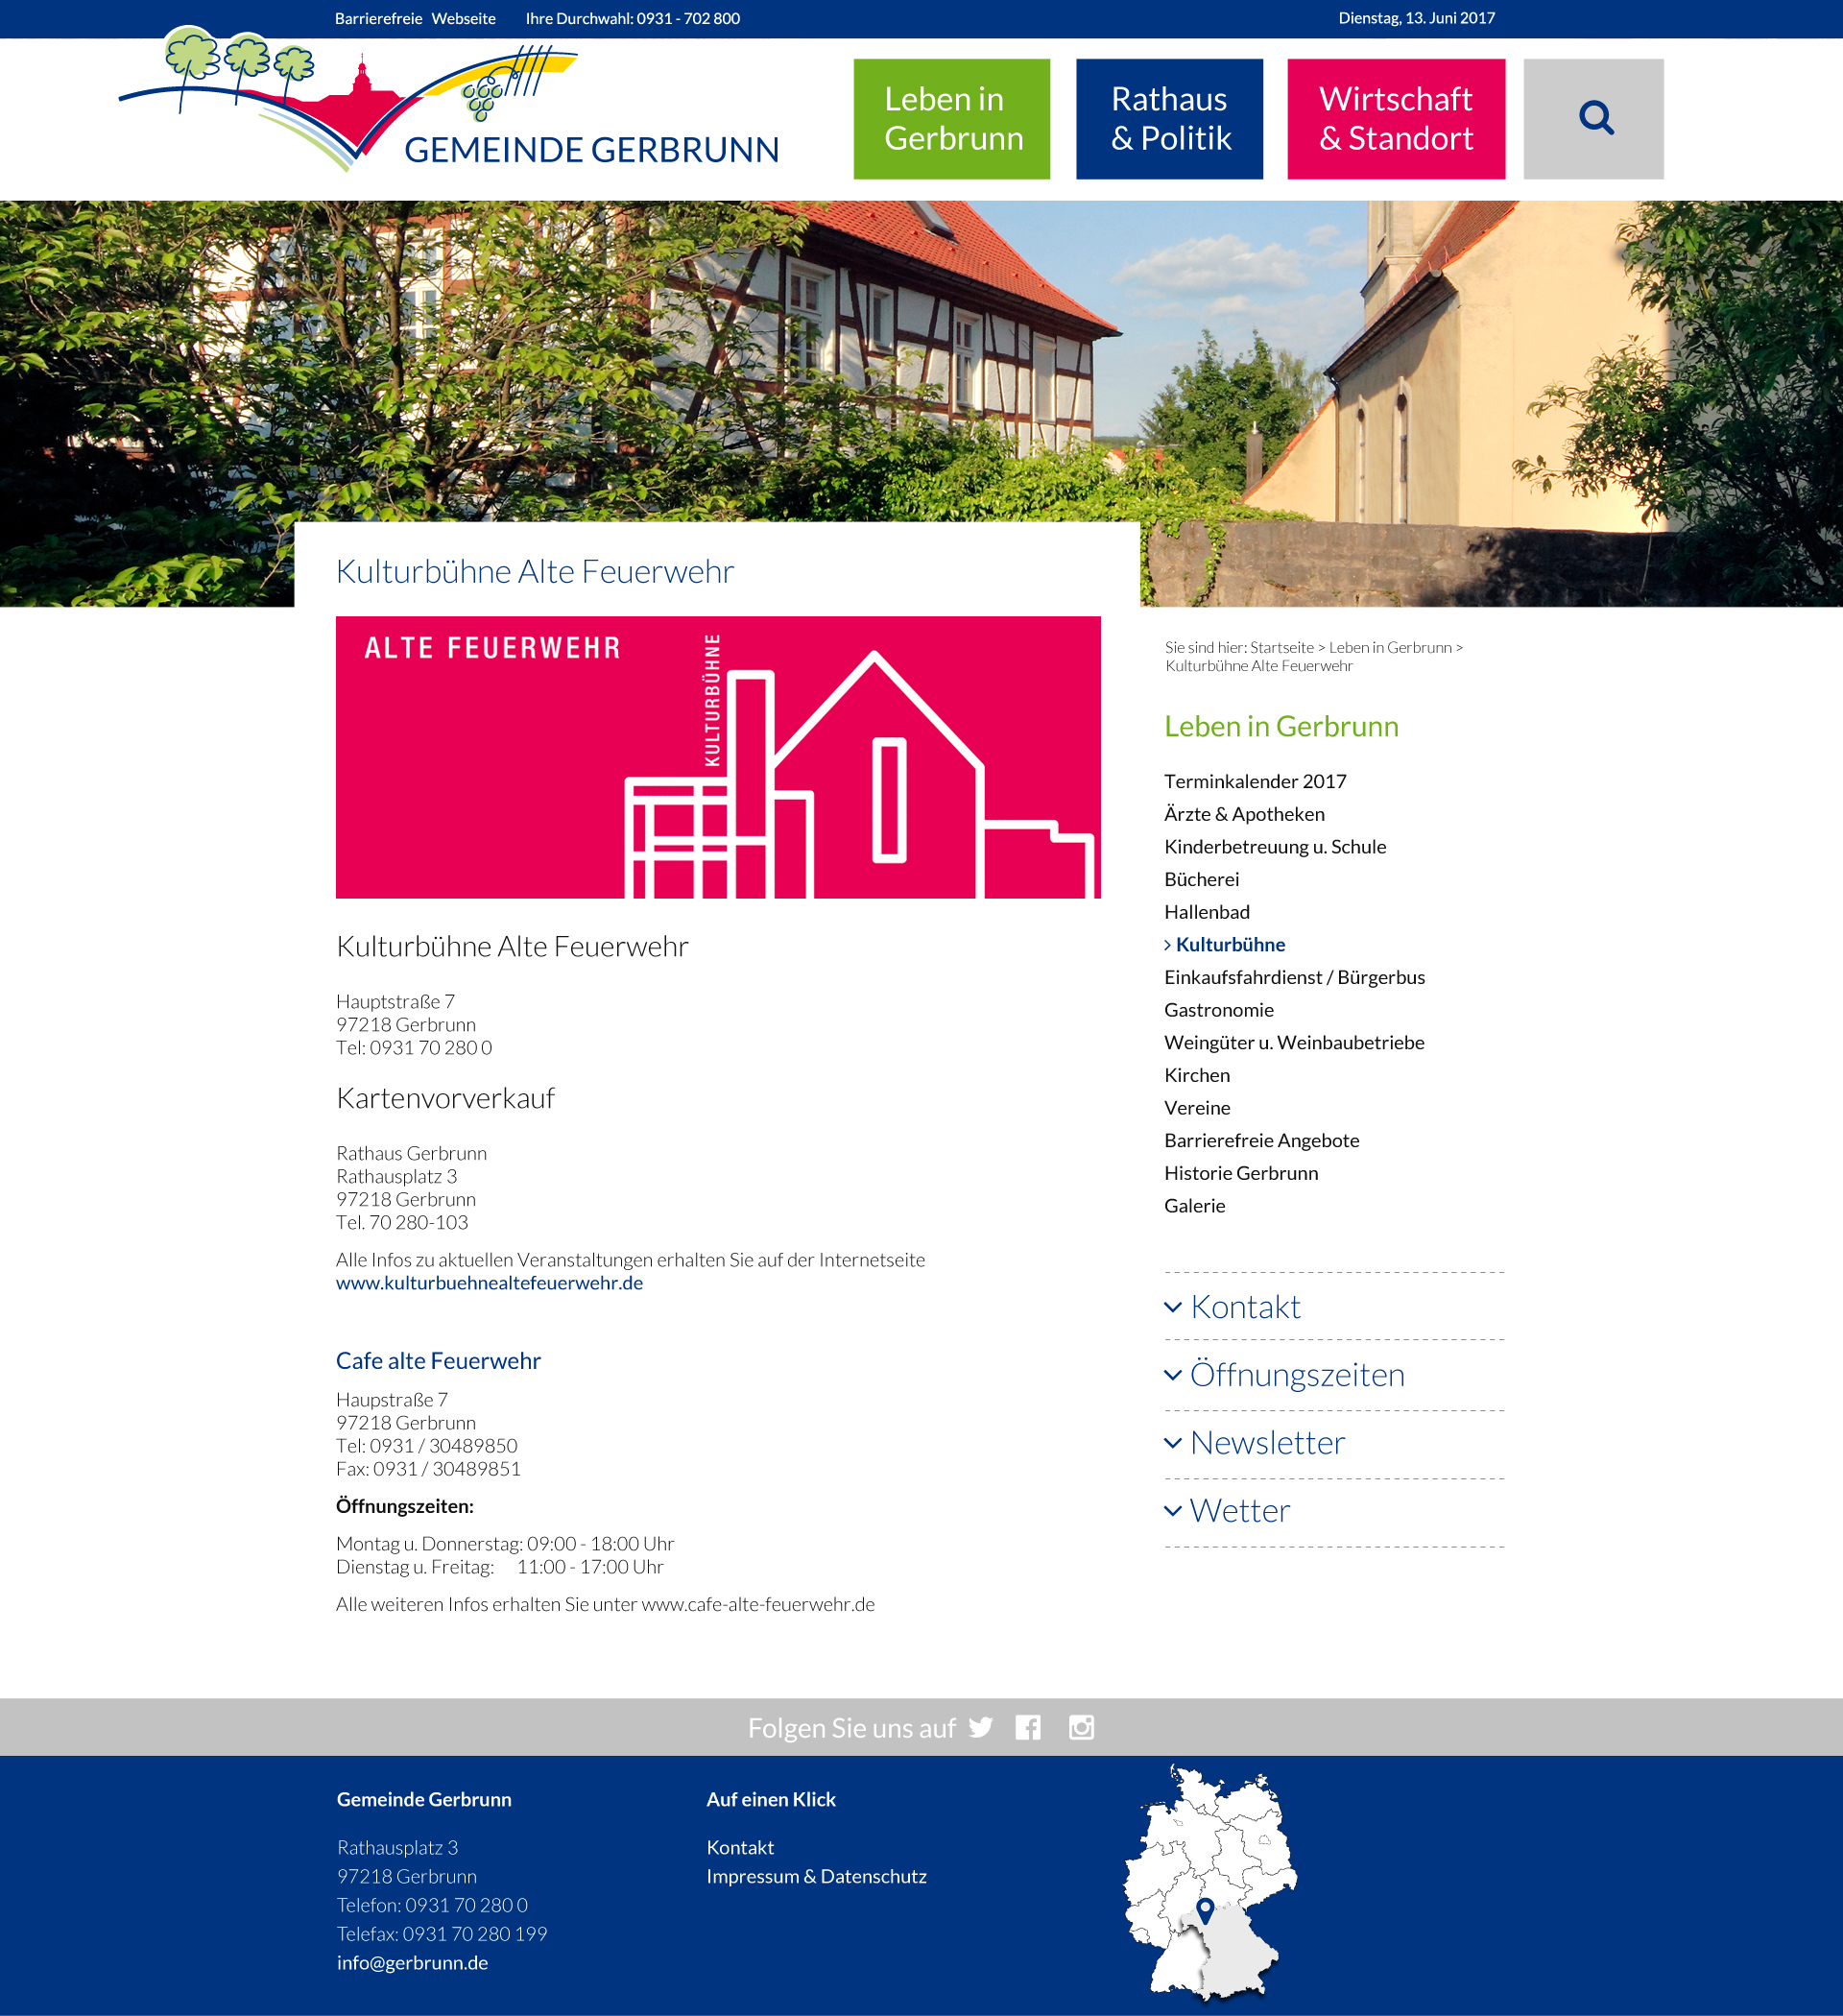 Barrierefreie Webseite
Ihre Durchwahl: 0931 - 702 800
Dienstag, 13. Juni 2017
GEMEINDE GERBRUNN
Leben in
Gerbrunn
Rathaus
& Politik
Wirtschaft
& Standort
Kulturbühne Alte Feuerwehr
ALTE FEUERWEHR
KULTURBÜHNE
Kulturbühne Alte Feuerwehr
Hauptstraße 7
97218 Gerbrunn
Tel: 0931 70 280 0
Kartenvorverkauf
Rathaus Gerbrunn
Rathausplatz 3
97218 Gerbrunn
Tel. 70 280-103
Alle Infos zu aktuellen Veranstaltungen erhalten Sie auf der Internetseite
www.kulturbuehnealtefeuerwehr.de
Cafe alte Feuerwehr
Haupstraße 7
97218 Gerbrunn
Tel: 0931 / 30489850
Fax: 0931 / 30489851
Öffnungszeiten:
Montag u. Donnerstag: 09:00 - 18:00 Uhr
Dienstag u. Freitag: 11:00 - 17:00 Uhr
Alle weiteren Infos erhalten Sie unter www.cafe-alte-feuerwehr.de
Sie sind hier: Startseite > Leben in Gerbrunn >
Kulturbühne Alte Feuerwehr
Leben in Gerbrunn
Terminkalender 2017
Ärzte & Apotheken
Kinderbetreuung u. Schule
Bücherei
Hallenbad
> Kulturbühne
Einkaufsfahrdienst / Bürgerbus
Gastronomie
Weingüter u. Weinbaubetriebe
Kirchen
Vereine
Barrierefreie Angebote
Historie Gerbrunn
Galerie
Kontakt
Öffnungszeiten
Newsletter
Wetter
Folgen Sie uns auf
Gemeinde Gerbrunn
Rathausplatz 3
97218 Gerbrunn
Telefon: 0931 70 280 0
Telefax: 0931 70 280 199
info@gerbrunn.de
Auf einen Klick
Kontakt
Impressum & Datenschutz